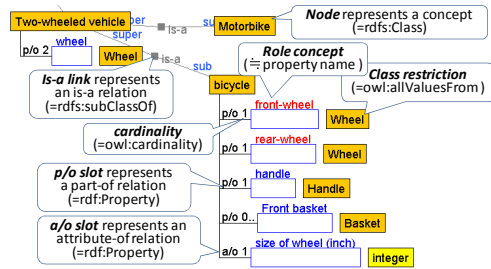 Two-wheeled vehicle
super
is-a
su
Motorbike
Node represents a concept
(=rdfs:Class)
super
p/o 2
wheel
Wheel
is-a
sub
Role concept
(≒property name)
Is-a link represents
an is-a relation
(=rdfs:subClassOf)
bicycle
Class restriction
(=owl:allValuesFrom)
p/o 1
front-wheel
Wheel
cardinality
(=owl:cardinality)
p/o 1
rear-wheel
Wheel
p/o slot represents
a part-of relation
(=rdf:Property)
p/o 1
handle
Handle
p/o 0..
Front basket
Basket
a/o slot represents an
attribute-of relation
(=rdf:Property)
a/o 1
size of wheel (inch)
integer